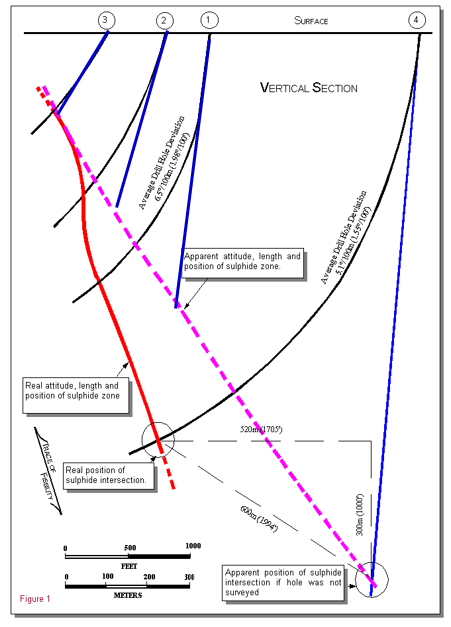 3
2
1
SURFACE
4
VERTICAL SECTION
Average Drill Hole Deviation
6.5°/100m (1.98°/100')
Average Drill Hole Deviation
5.1°/100m (1.55°/100')
Apparent attitude, length and
position of sulphide zone.
Real attitude, length and
position of sulphide zone
520m (1705')
TRACE OF
FISSILITY
Real position of
sulphide intersection.
600m (1994')
300m (1000')
0 500 1000
FEET
0 100 200 300
METERS
Apparent position of sulphide
intersection if hole was not
surveyed
Figure 1